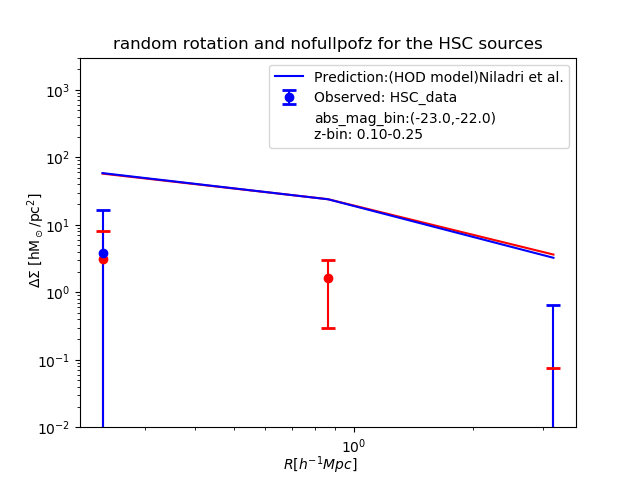 random rotation and nofullpofz for the HSC sources
Prediction:(HOD model)Niladri et al.
Observed: HSC_data
abs_mag_bin:(-23.0,-22.0)
z-bin: 0.10-0.25
ΔΣ [hM⊙/pc²]
10³
10²
10¹
10⁰
10⁻¹
10⁻²
10⁰
R[h⁻¹Mpc]